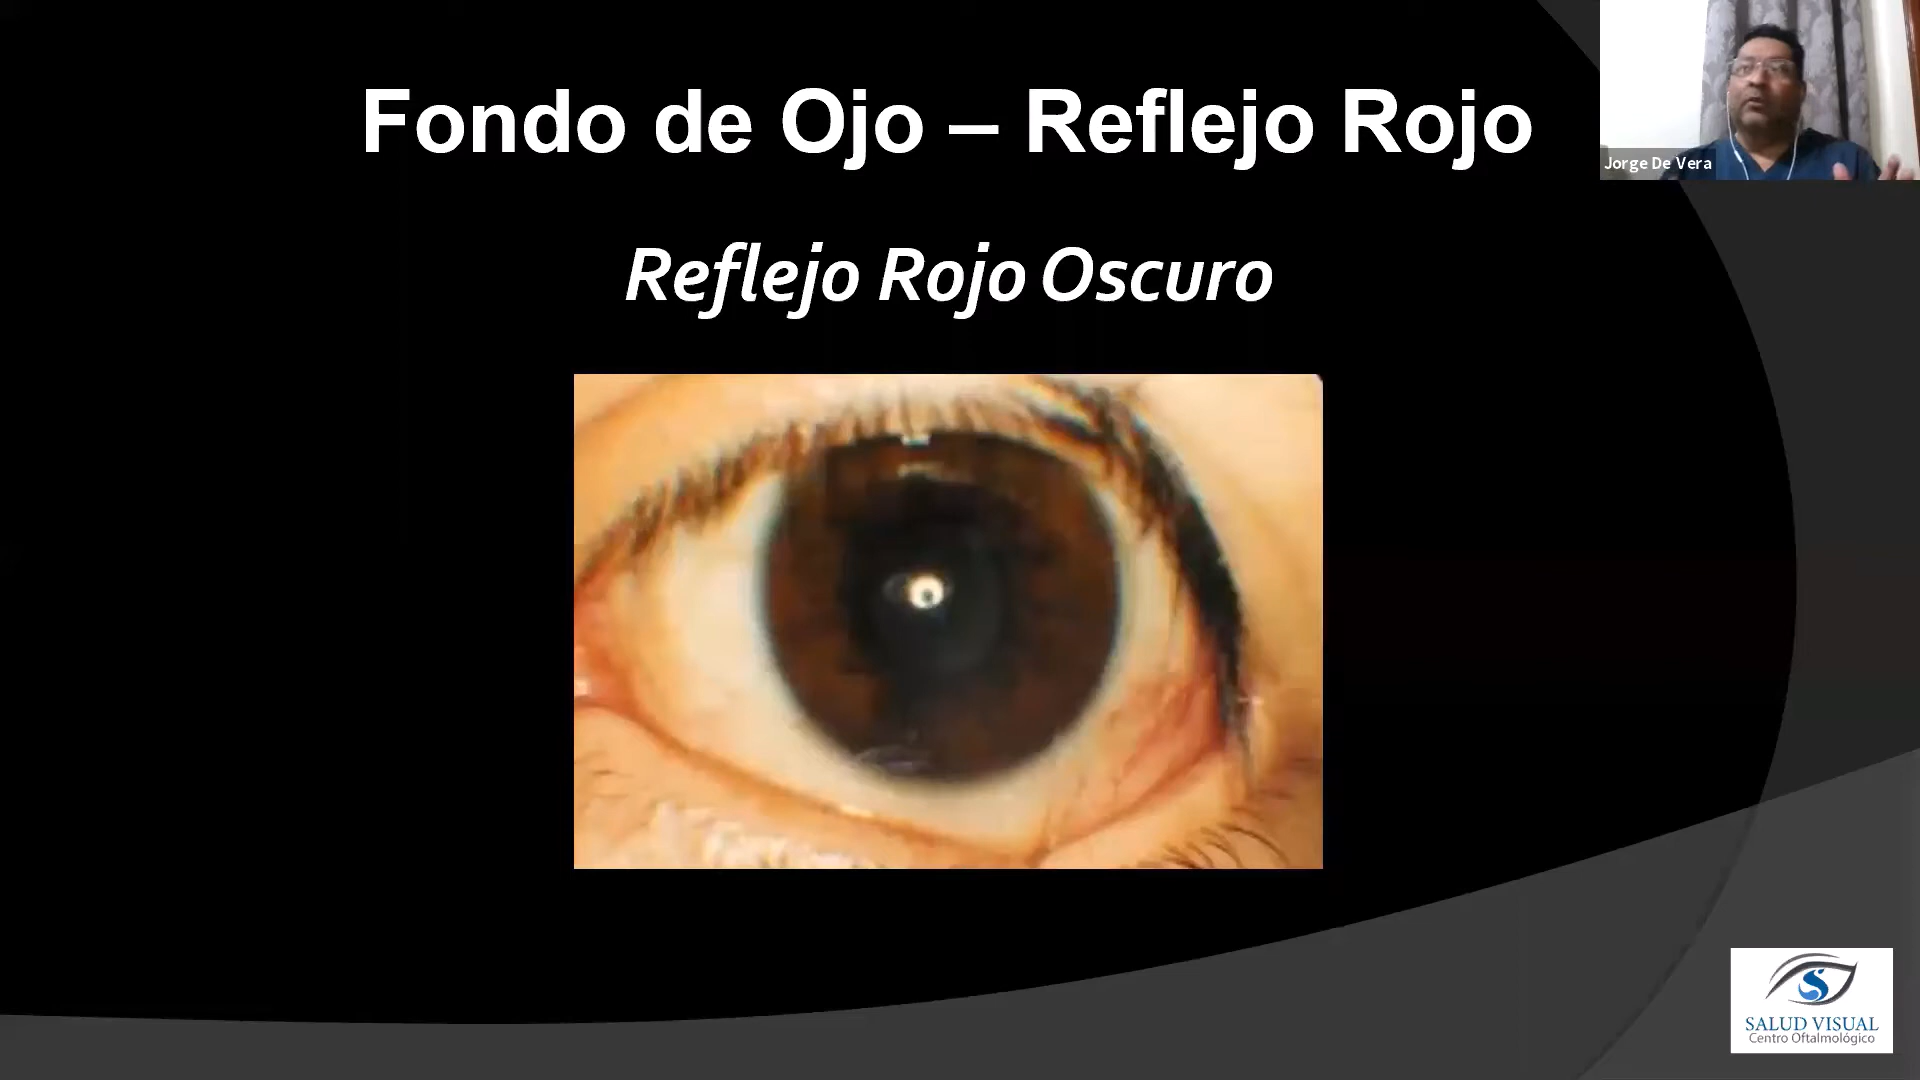 Fondo de Ojo – Reflejo Rojo
Jorge De Vera
Reflejo Rojo Oscuro
SALUD VISUAL
Centro Oftalmológico